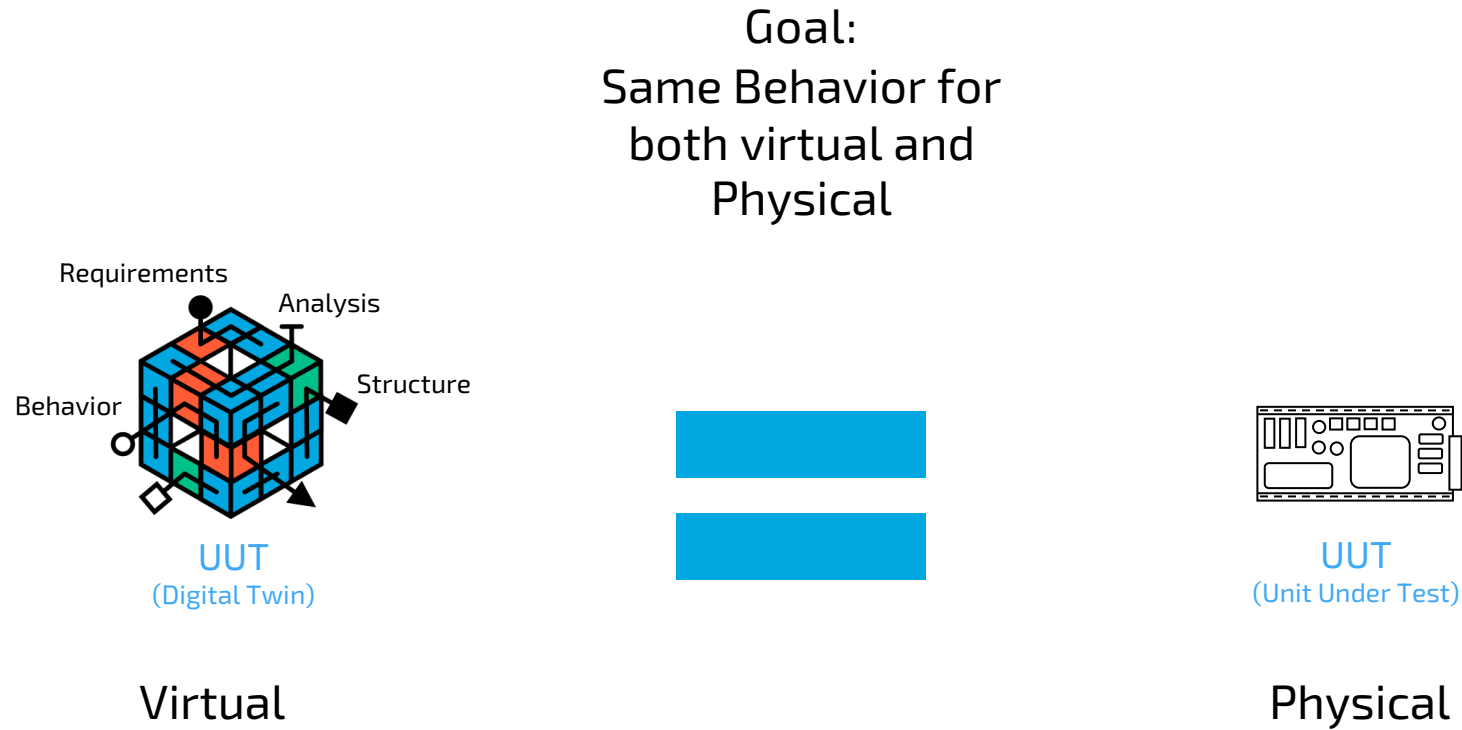 Goal:
Same Behavior for
both virtual and
Physical
Requirements
Analysis
Structure
Behavior
UUT
(Digital Twin)
UUT
(Unit Under Test)
Virtual
Physical